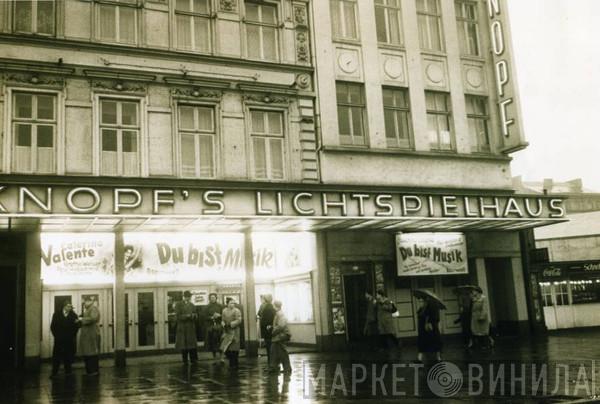 KNOPF
KNOPF'S LICHTSPIELHAUS
Caterina
Valente
Du bist Musik
Du bist Musik
Coca-Cola
МАРКЕТ ВИНИЛА!